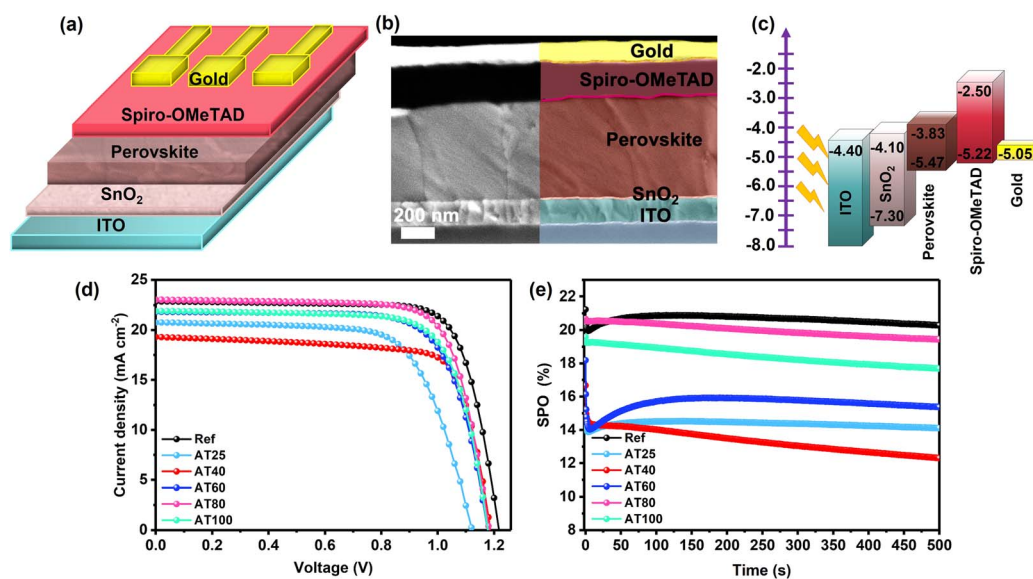 (a)
Gold
Spiro-OMeTAD
Perovskite
SnO₂
ITO
(b)
Gold
Spiro-OMeTAD
Perovskite
SnO₂
ITO
200 nm
(c)
-2.0
-3.0
-4.0
-5.0
-6.0
-7.0
-8.0
-4.40
ITO
-4.10
SnO₂
-7.30
-3.83
-5.47
Perovskite
-2.50
-5.22
Spiro-OMeTAD
-5.05
Gold
(d)
Current density (mA cm⁻²)
25
20
15
10
5
0
Ref
AT25
AT40
AT60
AT80
AT100
0.0 0.2 0.4 0.6 0.8 1.0 1.2
Voltage (V)
(e)
SPO (%)
22
20
18
16
14
12
10
8
Ref
AT25
AT40
AT60
AT80
AT100
0 50 100 150 200 250 300 350 400 450 500
Time (s)